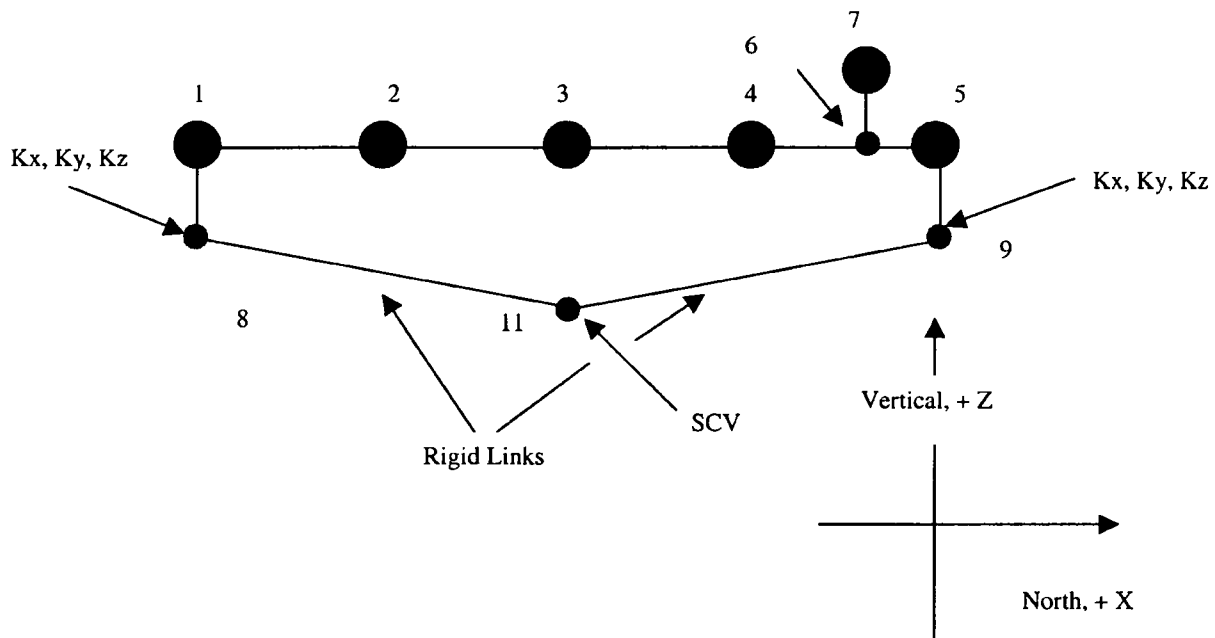 7
6
1
2
3
4
5
Kx, Ky, Kz
Kx, Ky, Kz
9
8
11
Vertical, + Z
SCV
Rigid Links
North, + X